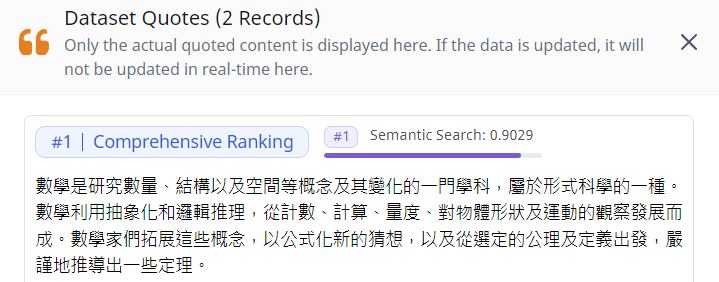 Dataset Quotes (2 Records)
Only the actual quoted content is displayed here. If the data is updated, it will
not be updated in real-time here.
#1 | Comprehensive Ranking
#1 Semantic Search: 0.9029
數學是研究數量、結構以及空間等概念及其變化的一門學科，屬於形式科學的一種。
數學利用抽象化和邏輯推理，從計數、計算、量度、對物體形狀及運動的觀察發展而
成。數學家們拓展這些概念，以公式化新的猜想，以及從選定的公理及定義出發，嚴
謹地推導出一些定理。